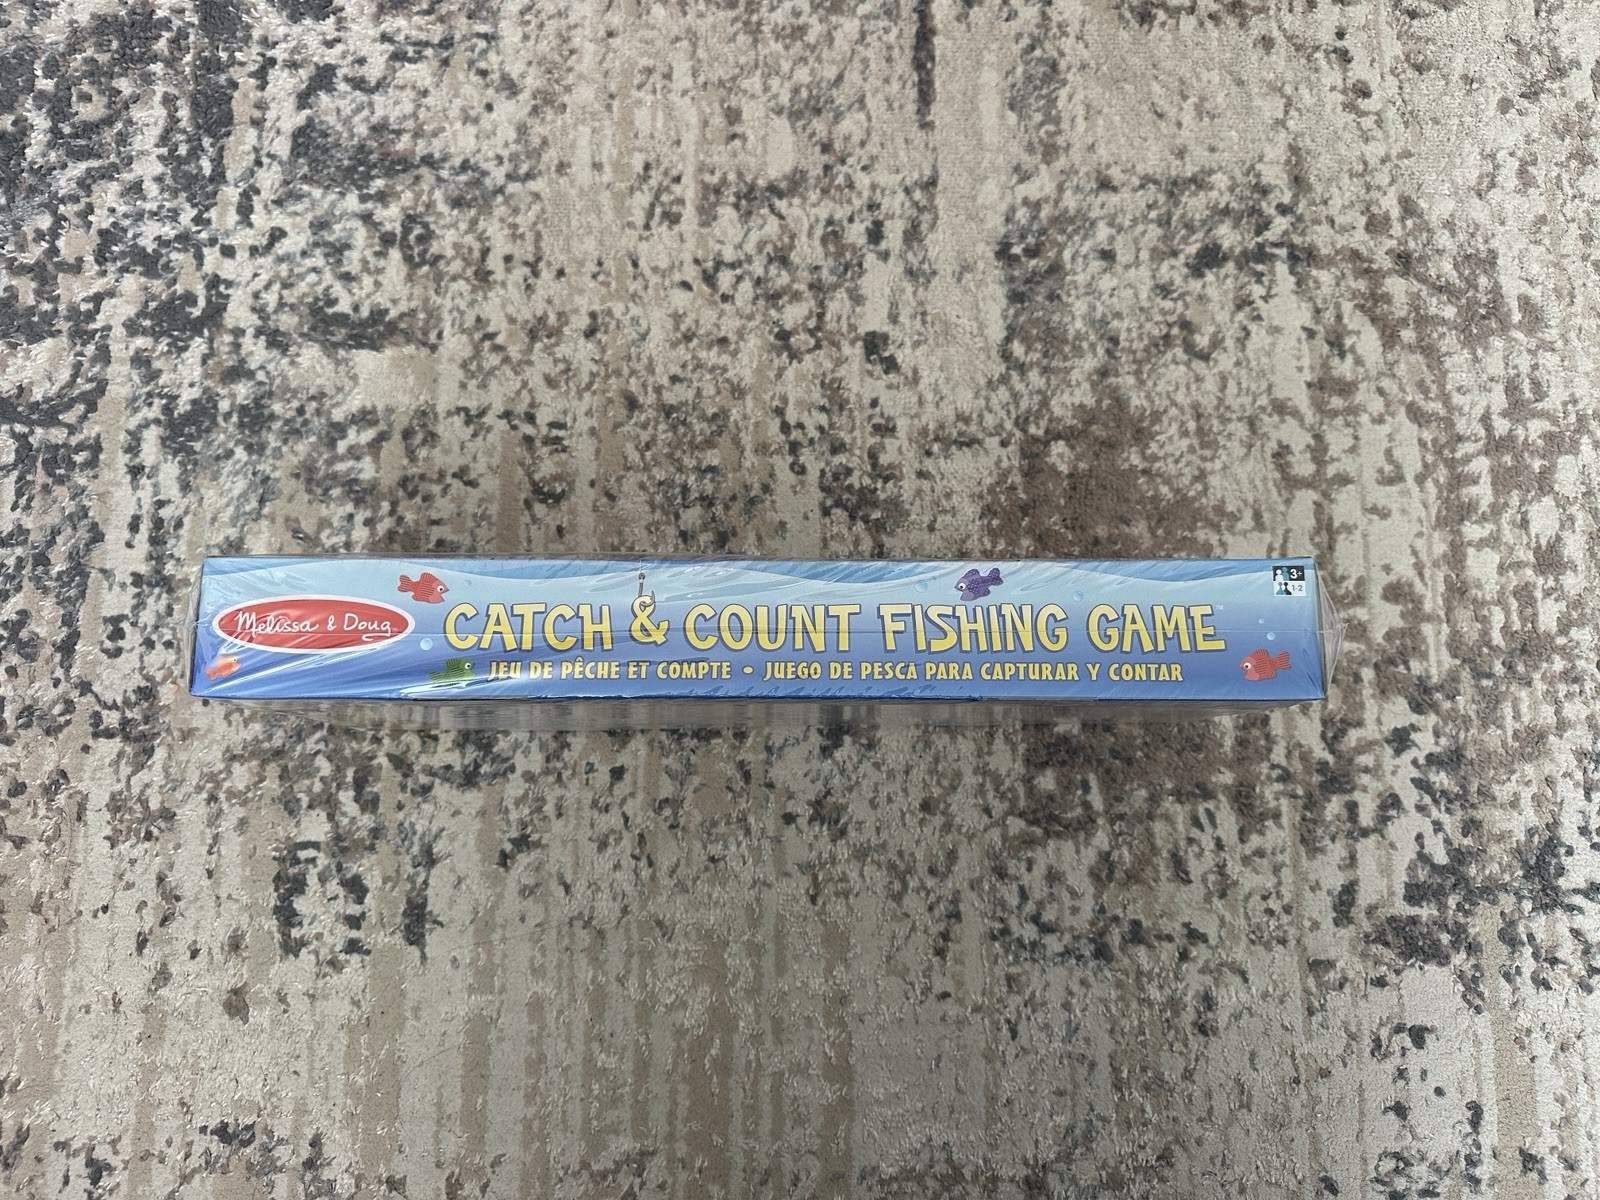 Melissa & Doug
CATCH & COUNT FISHING GAME™
JEU DE PÊCHE ET COMPTE • JUEGO DE PESCA PARA CAPTURAR Y CONTAR
3+
1-2